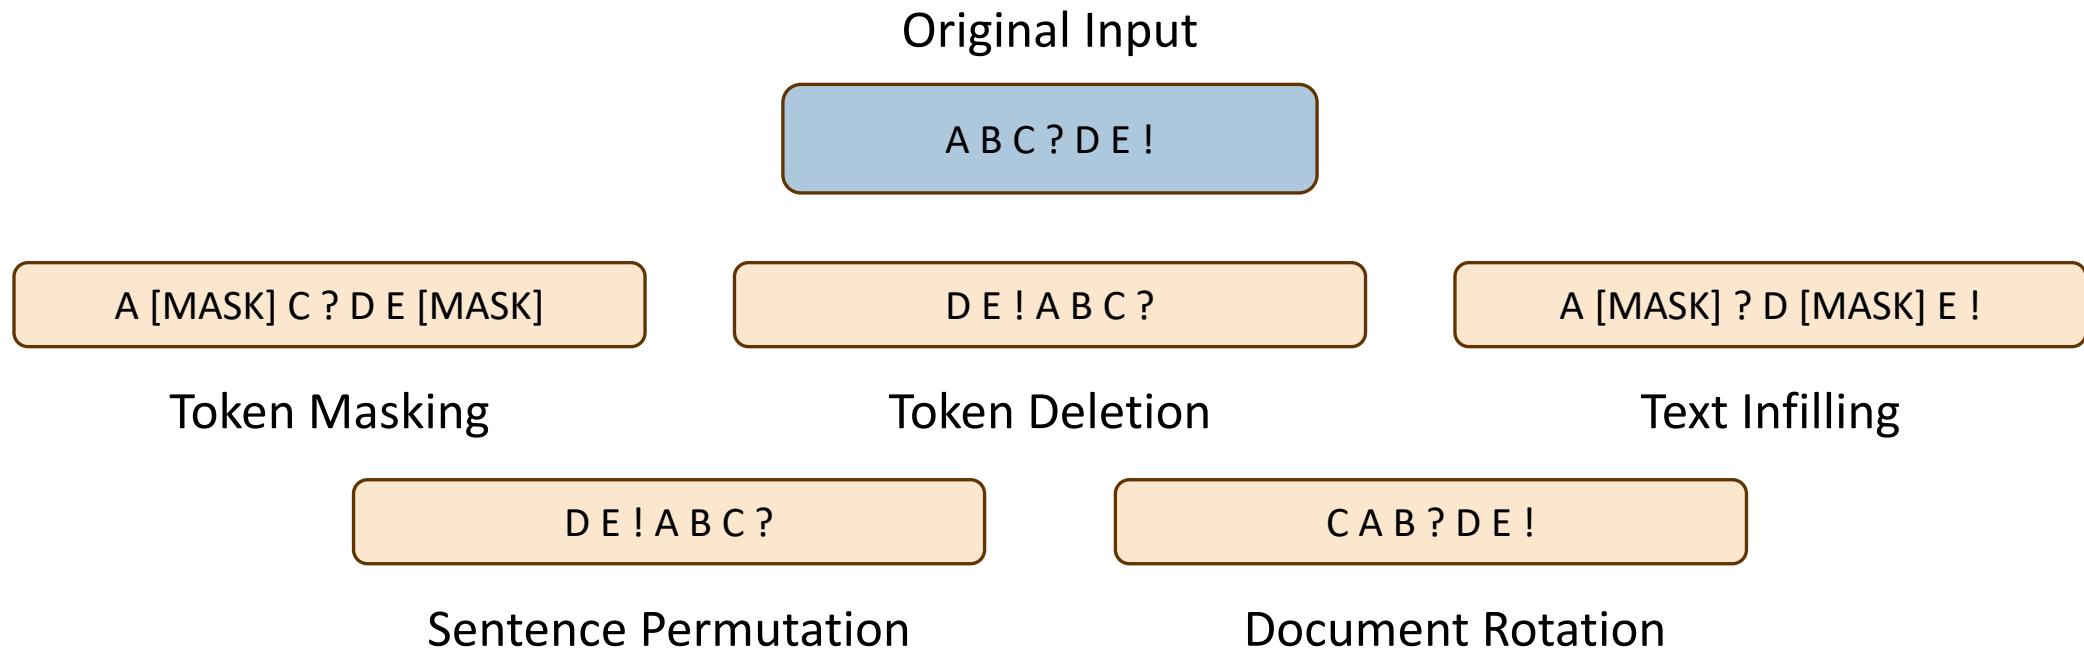 Original Input
A B C ? D E !
A [MASK] C ? D E [MASK]
D E ! A B C ?
A [MASK] ? D [MASK] E !
Token Masking
Token Deletion
Text Infilling
D E ! A B C ?
C A B ? D E !
Sentence Permutation
Document Rotation